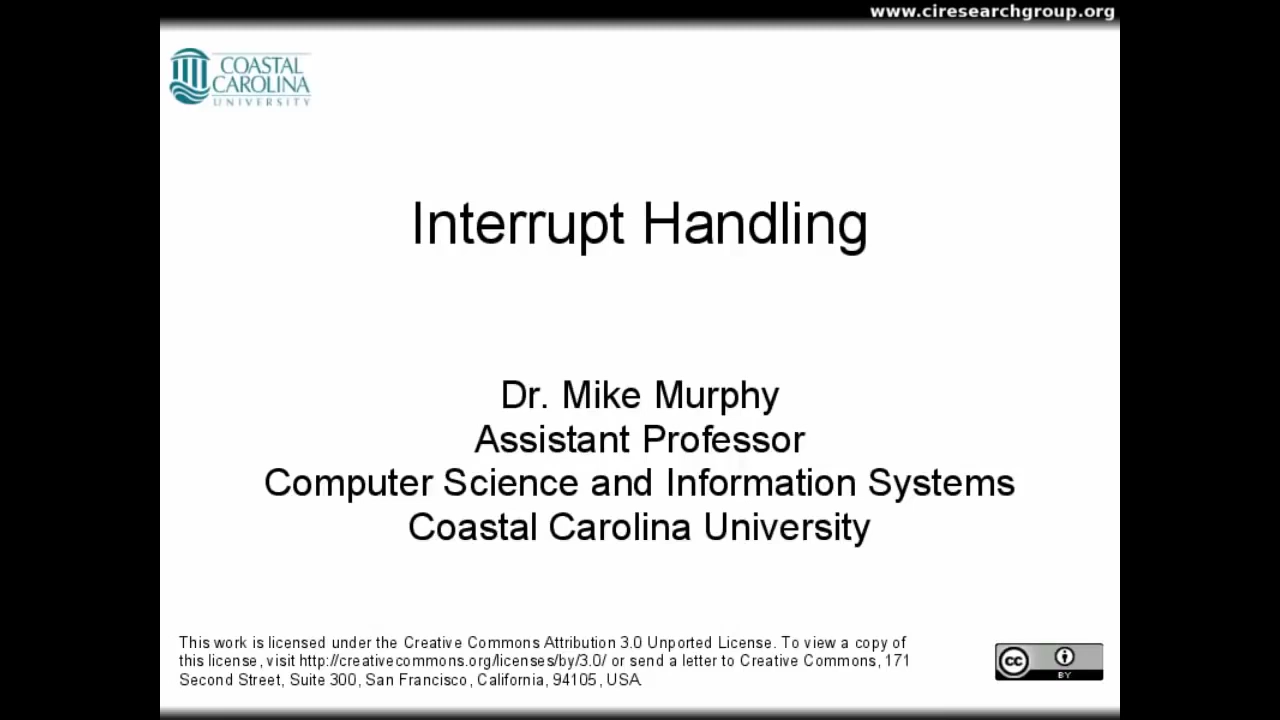 www.ciresearchgroup.org
COASTAL
CAROLINA
UNIVERSITY
Interrupt Handling
Dr. Mike Murphy
Assistant Professor
Computer Science and Information Systems
Coastal Carolina University
This work is licensed under the Creative Commons Attribution 3.0 Unported License. To view a copy of
this license, visit http://creativecommons.org/licenses/by/3.0/ or send a letter to Creative Commons, 171
Second Street, Suite 300, San Francisco, California, 94105, USA.
cc
BY